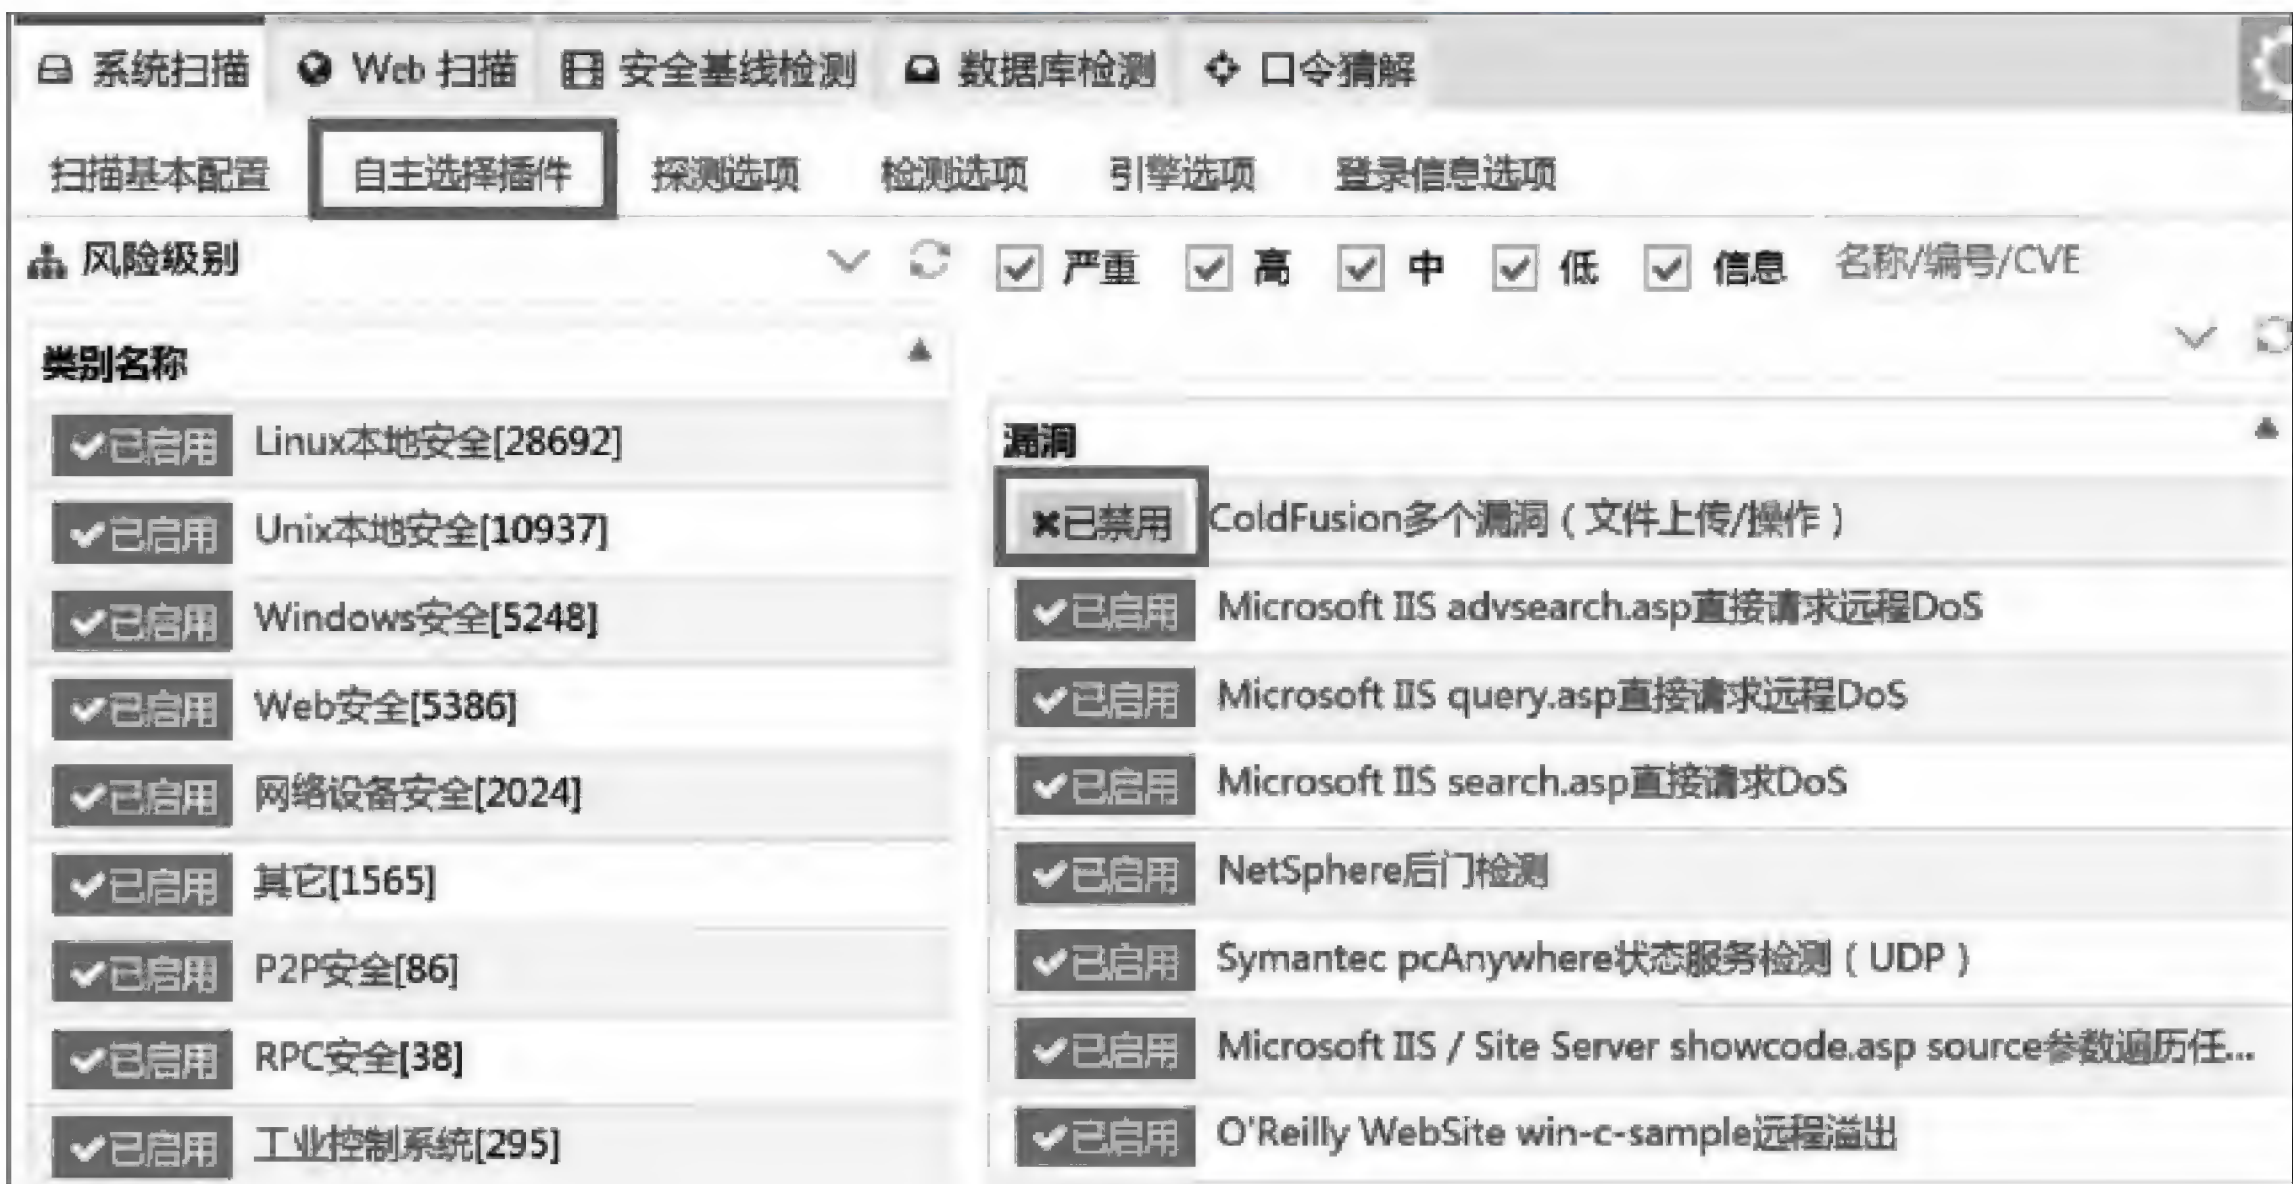 系统扫描 Web 扫描 安全基线检测 数据库检测 口令猜解
扫描基本配置 自主选择插件 探测选项 检测选项 引擎选项 登录信息选项
风险级别
严重 高 中 低 信息 名称/编号/CVE
类别名称
已启用 Linux本地安全[28692]
已启用 Unix本地安全[10937]
已启用 Windows安全[5248]
已启用 Web安全[5386]
已启用 网络设备安全[2024]
已启用 其它[1565]
已启用 P2P安全[86]
已启用 RPC安全[38]
已启用 工业控制系统[295]
漏洞
已禁用 ColdFusion多个漏洞（文件上传/操作）
已启用 Microsoft IIS advsearch.asp直接请求远程DoS
已启用 Microsoft IIS query.asp直接请求远程DoS
已启用 Microsoft IIS search.asp直接请求DoS
已启用 NetSphere后门检测
已启用 Symantec pcAnywhere状态服务检测（UDP）
已启用 Microsoft IIS / Site Server showcode.asp source参数遍历任...
已启用 O'Reilly WebSite win-c-sample远程溢出